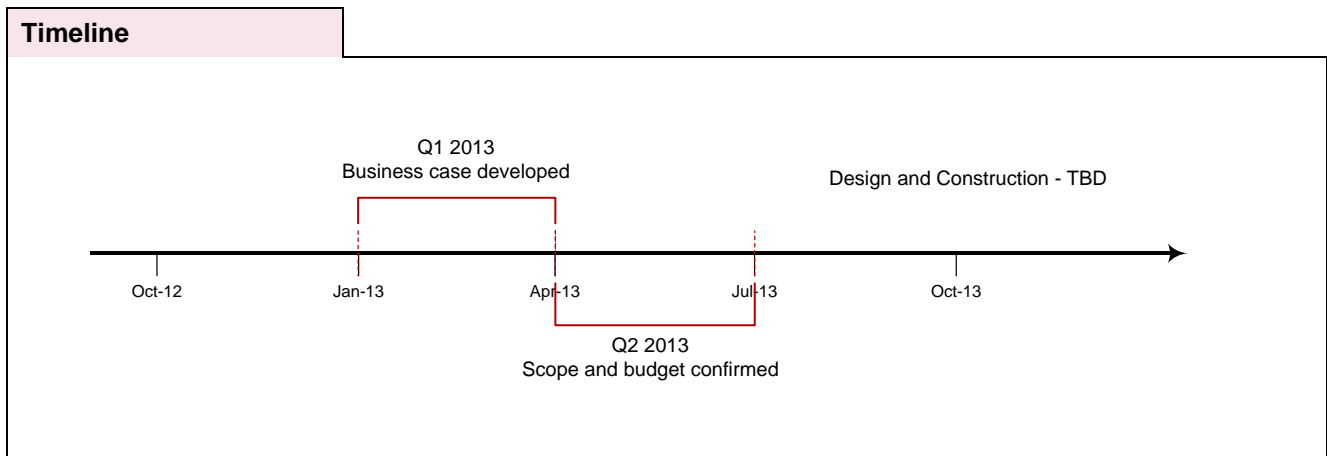 Timeline
Q1 2013
Business case developed
Design and Construction - TBD
Oct-12 Jan-13 Apr-13 Jul-13 Oct-13
Q2 2013
Scope and budget confirmed